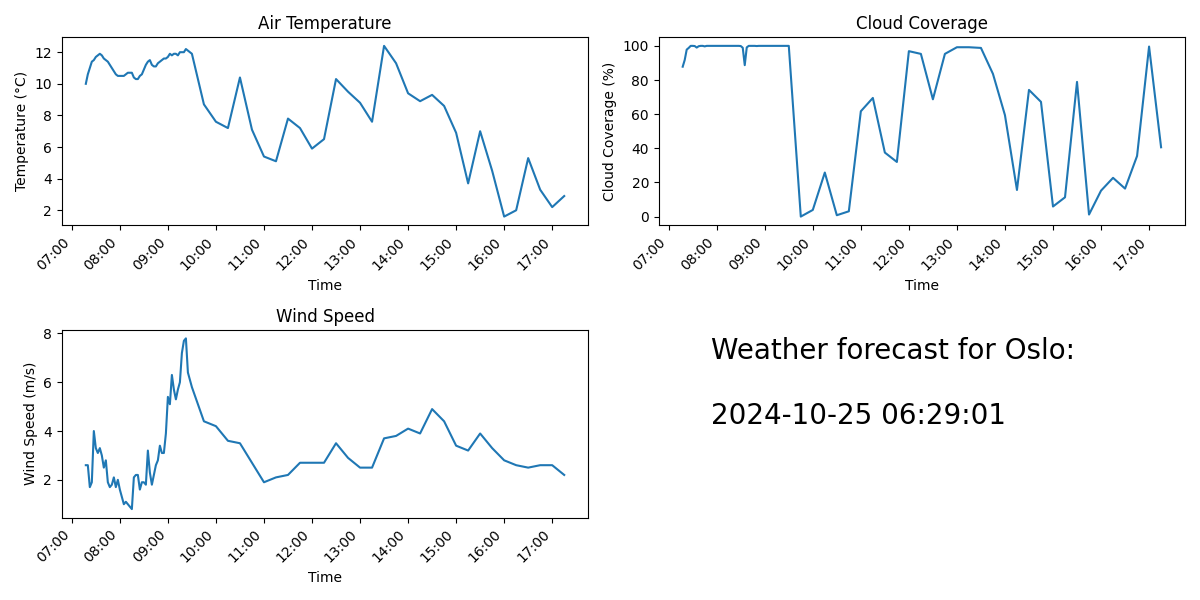 Air Temperature
Temperature (°C)
12
10
8
6
4
2
07:00 08:00 09:00 10:00 11:00 12:00 13:00 14:00 15:00 16:00 17:00
Time
Cloud Coverage
Cloud Coverage (%)
100
80
60
40
20
0
07:00 08:00 09:00 10:00 11:00 12:00 13:00 14:00 15:00 16:00 17:00
Time
Wind Speed
Wind Speed (m/s)
8
6
4
2
07:00 08:00 09:00 10:00 11:00 12:00 13:00 14:00 15:00 16:00 17:00
Time
Weather forecast for Oslo:
2024-10-25 06:29:01